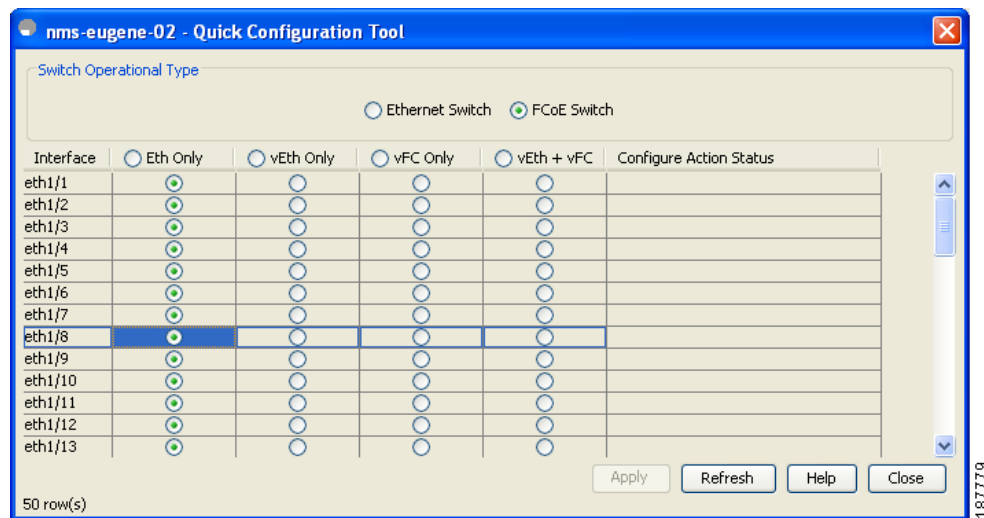 nms-eugene-02 - Quick Configuration Tool
Switch Operational Type
Ethernet Switch FCoE Switch
Interface Eth Only vEth Only vFC Only vEth + vFC Configure Action Status
eth1/1
eth1/2
eth1/3
eth1/4
eth1/5
eth1/6
eth1/7
eth1/8
eth1/9
eth1/10
eth1/11
eth1/12
eth1/13
Apply Refresh Help Close
50 row(s)
187779